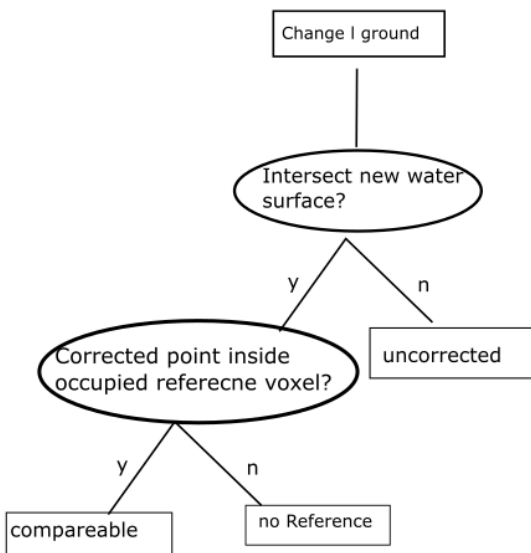 Change l ground
Intersect new water
surface?
y
n
Corrected point inside
occupied referecne voxel?
uncorrected
y
n
compareable
no Reference